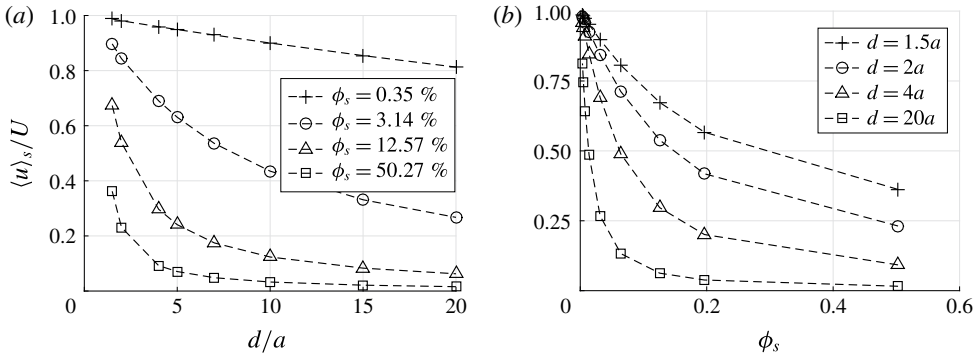 (a)
1.0
0.8
0.6
0.4
0.2
0
5
10
15
20
⟨u⟩s/U
d/a
ϕs = 0.35 %
ϕs = 3.14 %
ϕs = 12.57 %
ϕs = 50.27 %
(b)
1.00
0.75
0.50
0.25
0
0.2
0.4
0.6
ϕs
d = 1.5a
d = 2a
d = 4a
d = 20a